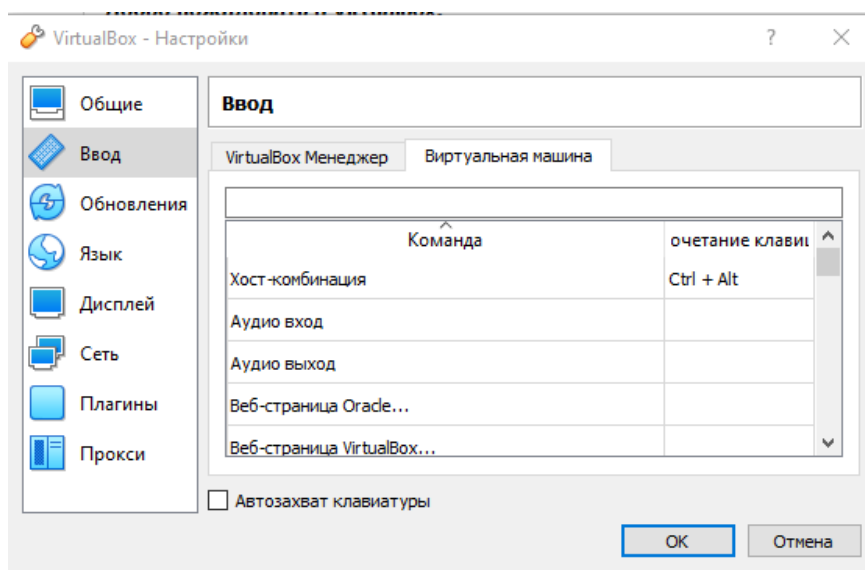 VirtualBox - Настройки
?
Общие
Ввод
Обновления
Язык
Дисплей
Сеть
Плагины
Прокси
Ввод
VirtualBox Менеджер
Виртуальная машина
Команда
очетание клавиш
Хост-комбинация
Ctrl + Alt
Аудио вход
Аудио выход
Веб-страница Oracle...
Веб-страница VirtualBox...
Автозахват клавиатуры
OK
Отмена